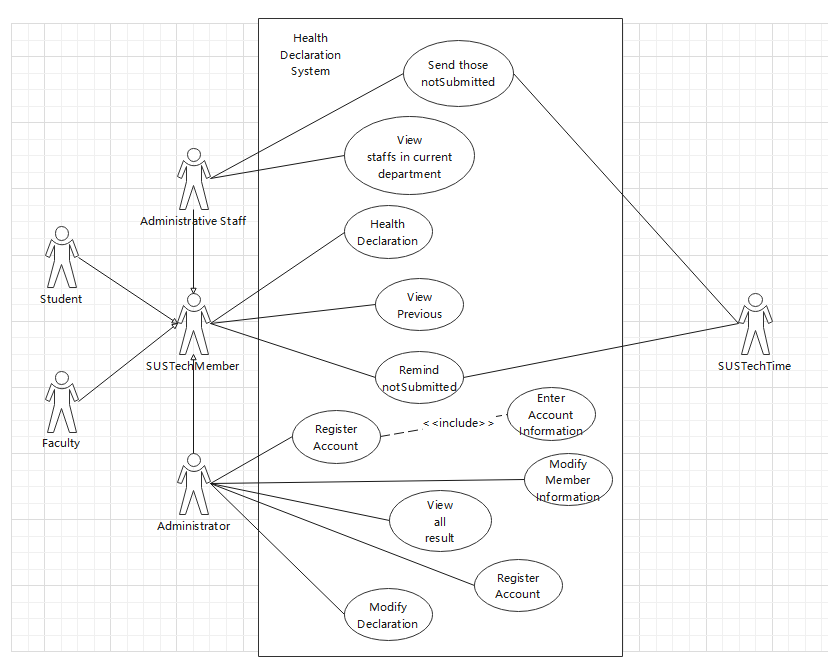 Health
Declaration
System
Send those
notSubmitted
View
staffs in current
department
Administrative Staff
Health
Declaration
Student
View
Previous
SUSTechMember
SUSTechTime
Remind
notSubmitted
Faculty
Register
Account
<<include>>
Enter
Account
Information
Modify
Member
Information
Administrator
View
all
result
Register
Account
Modify
Declaration